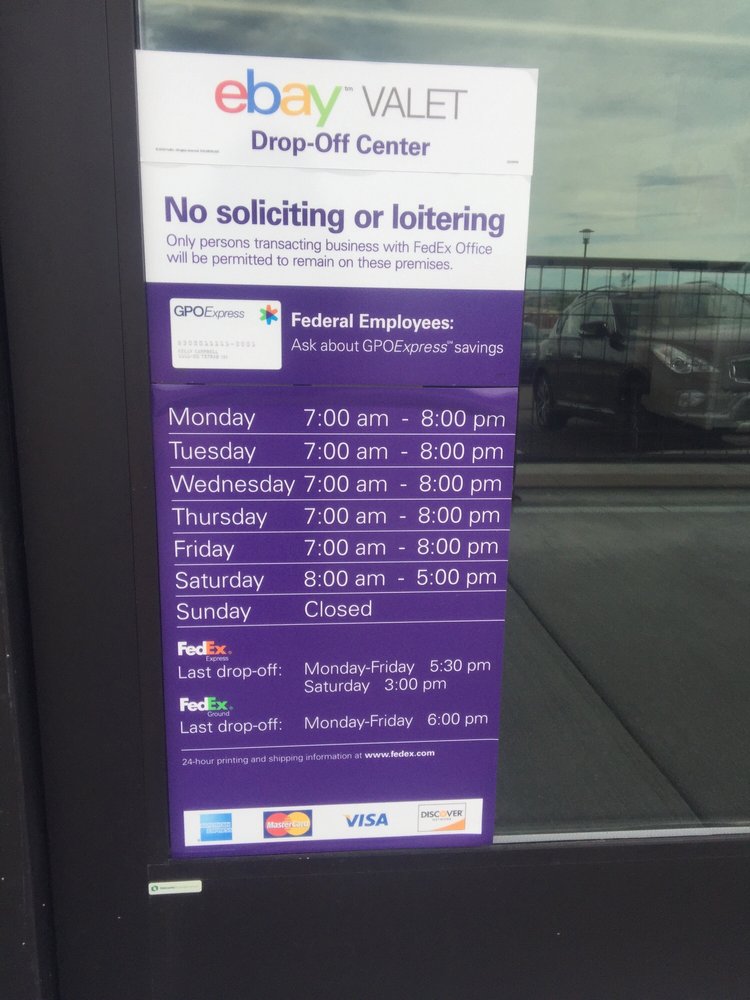 ebay™ VALET
Drop-Off Center
No soliciting or loitering
Only persons transacting business with FedEx Office
will be permitted to remain on these premises.
GPOExpress
Federal Employees:
Ask about GPOExpress℠ savings
Monday 7:00 am - 8:00 pm
Tuesday 7:00 am - 8:00 pm
Wednesday 7:00 am - 8:00 pm
Thursday 7:00 am - 8:00 pm
Friday 7:00 am - 8:00 pm
Saturday 8:00 am - 5:00 pm
Sunday Closed
FedEx®
Express
Last drop-off: Monday-Friday 5:30 pm
Saturday 3:00 pm
FedEx®
Ground
Last drop-off: Monday-Friday 6:00 pm
24-hour printing and shipping information at www.fedex.com
AMERICAN EXPRESS MasterCard VISA DISCOVER
NETWORK